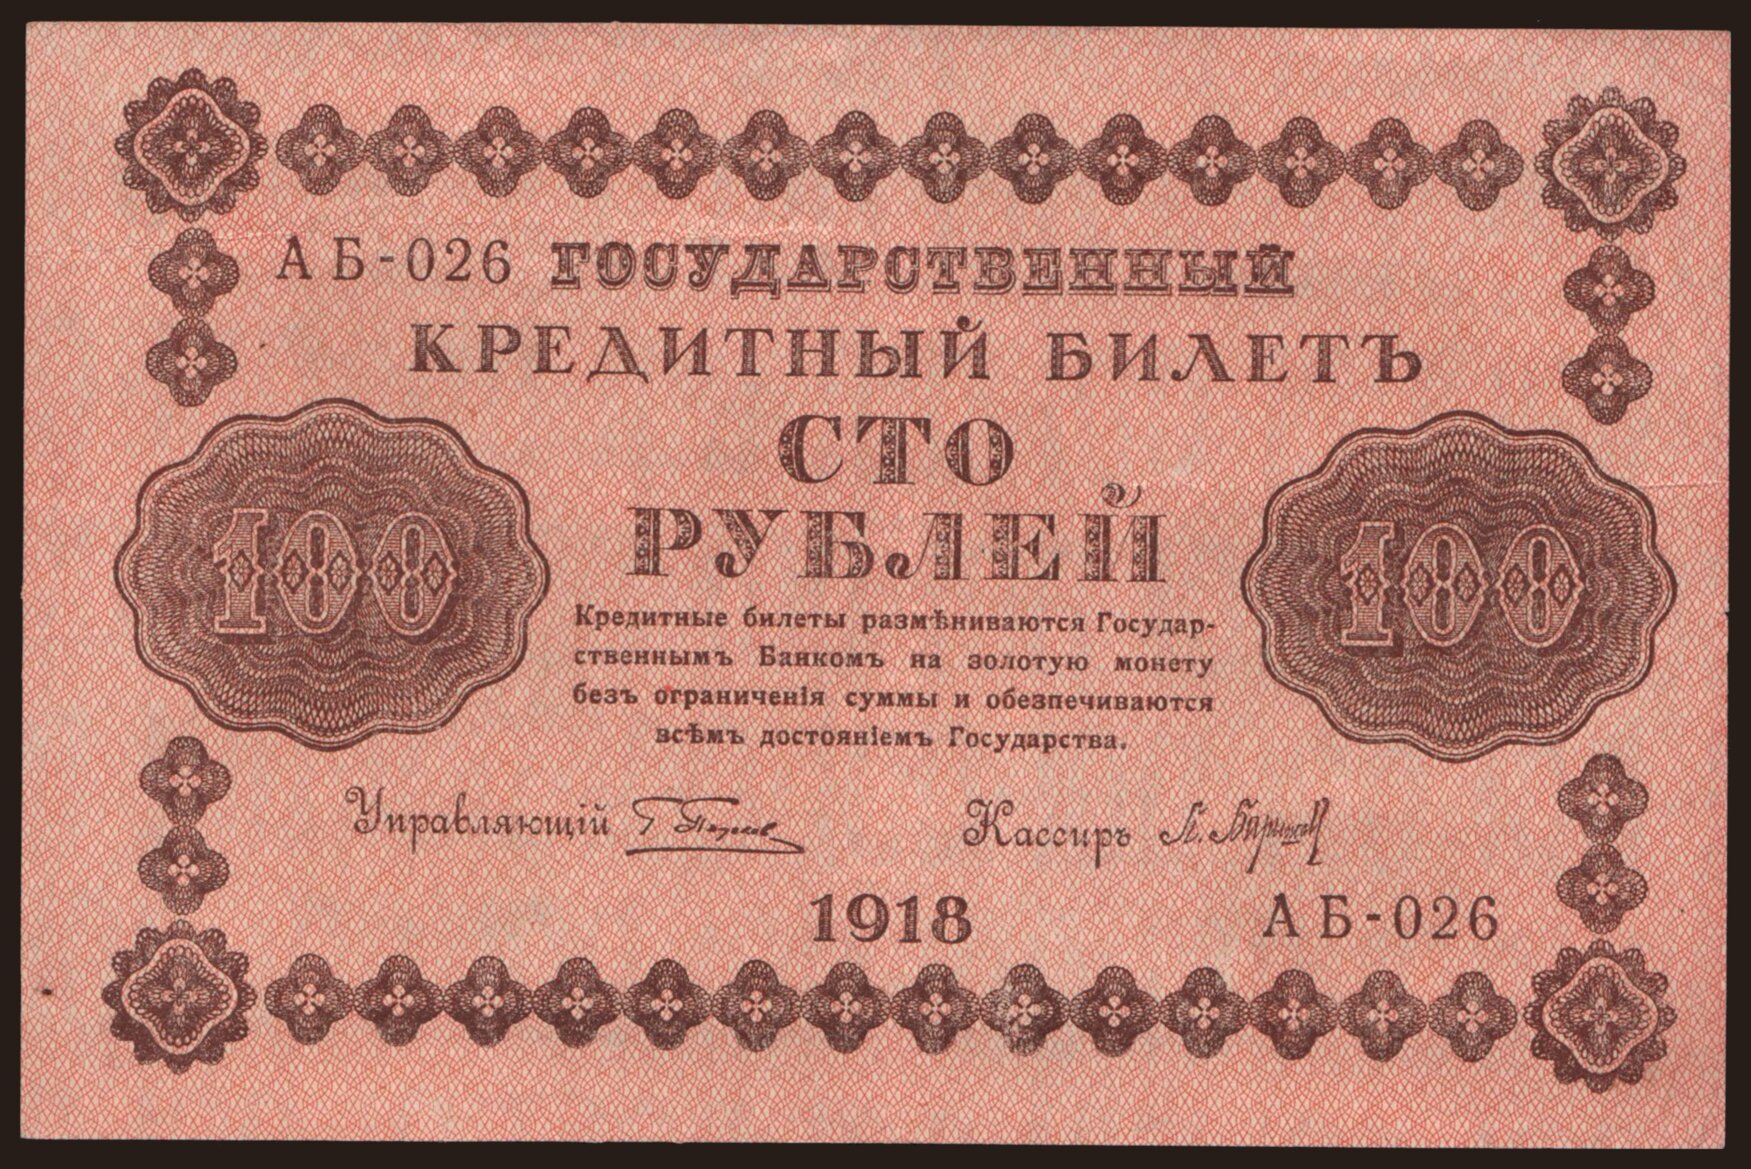 АБ-026 ГОСУДАРСТВЕННЫЙ
КРЕДИТНЫЙ БИЛЕТЪ
СТО
РУБЛЕЙ
100
100
Кредитные билеты размѣниваются Государ-
ственнымъ Банкомъ на золотую монету
безъ ограниченія суммы и обезпечиваются
всѣмъ достояніемъ Государства.
Управляющій
Кассиръ
1918
АБ-026